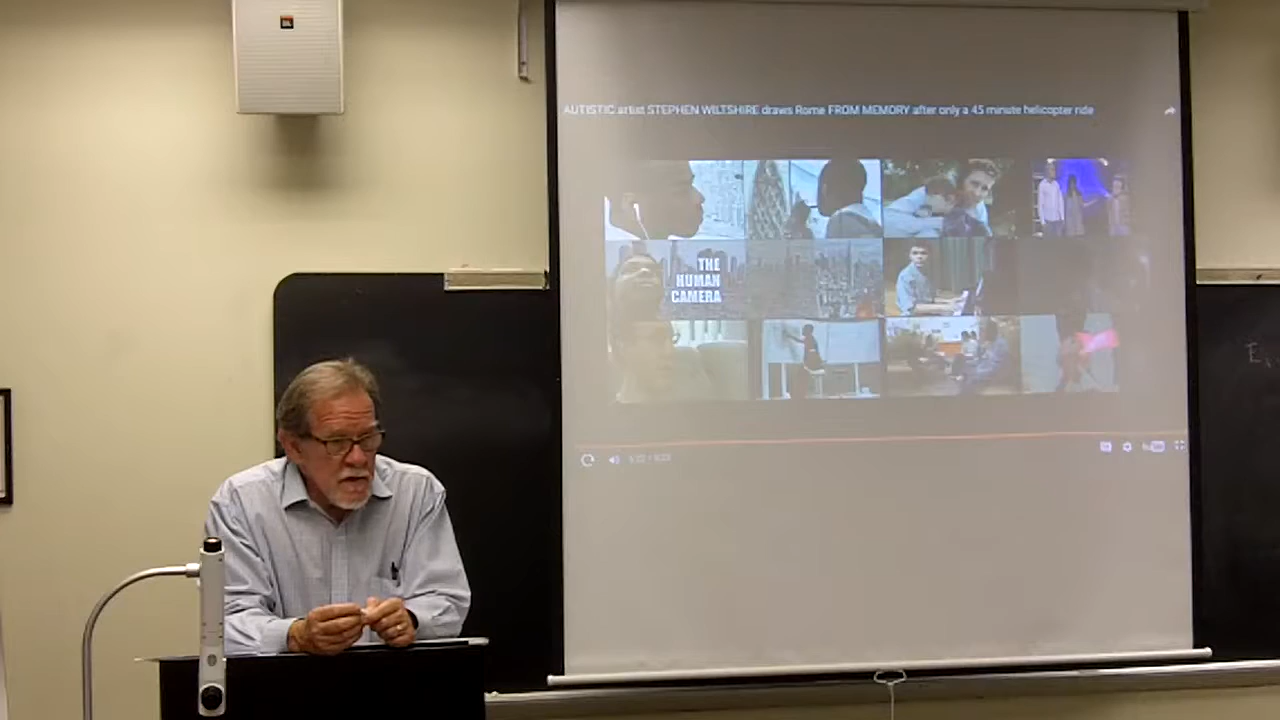 AUTISTIC artist STEPHEN WILTSHIRE draws Rome FROM MEMORY after only a 45 minute helicopter ride
THE
HUMAN
CAMERA